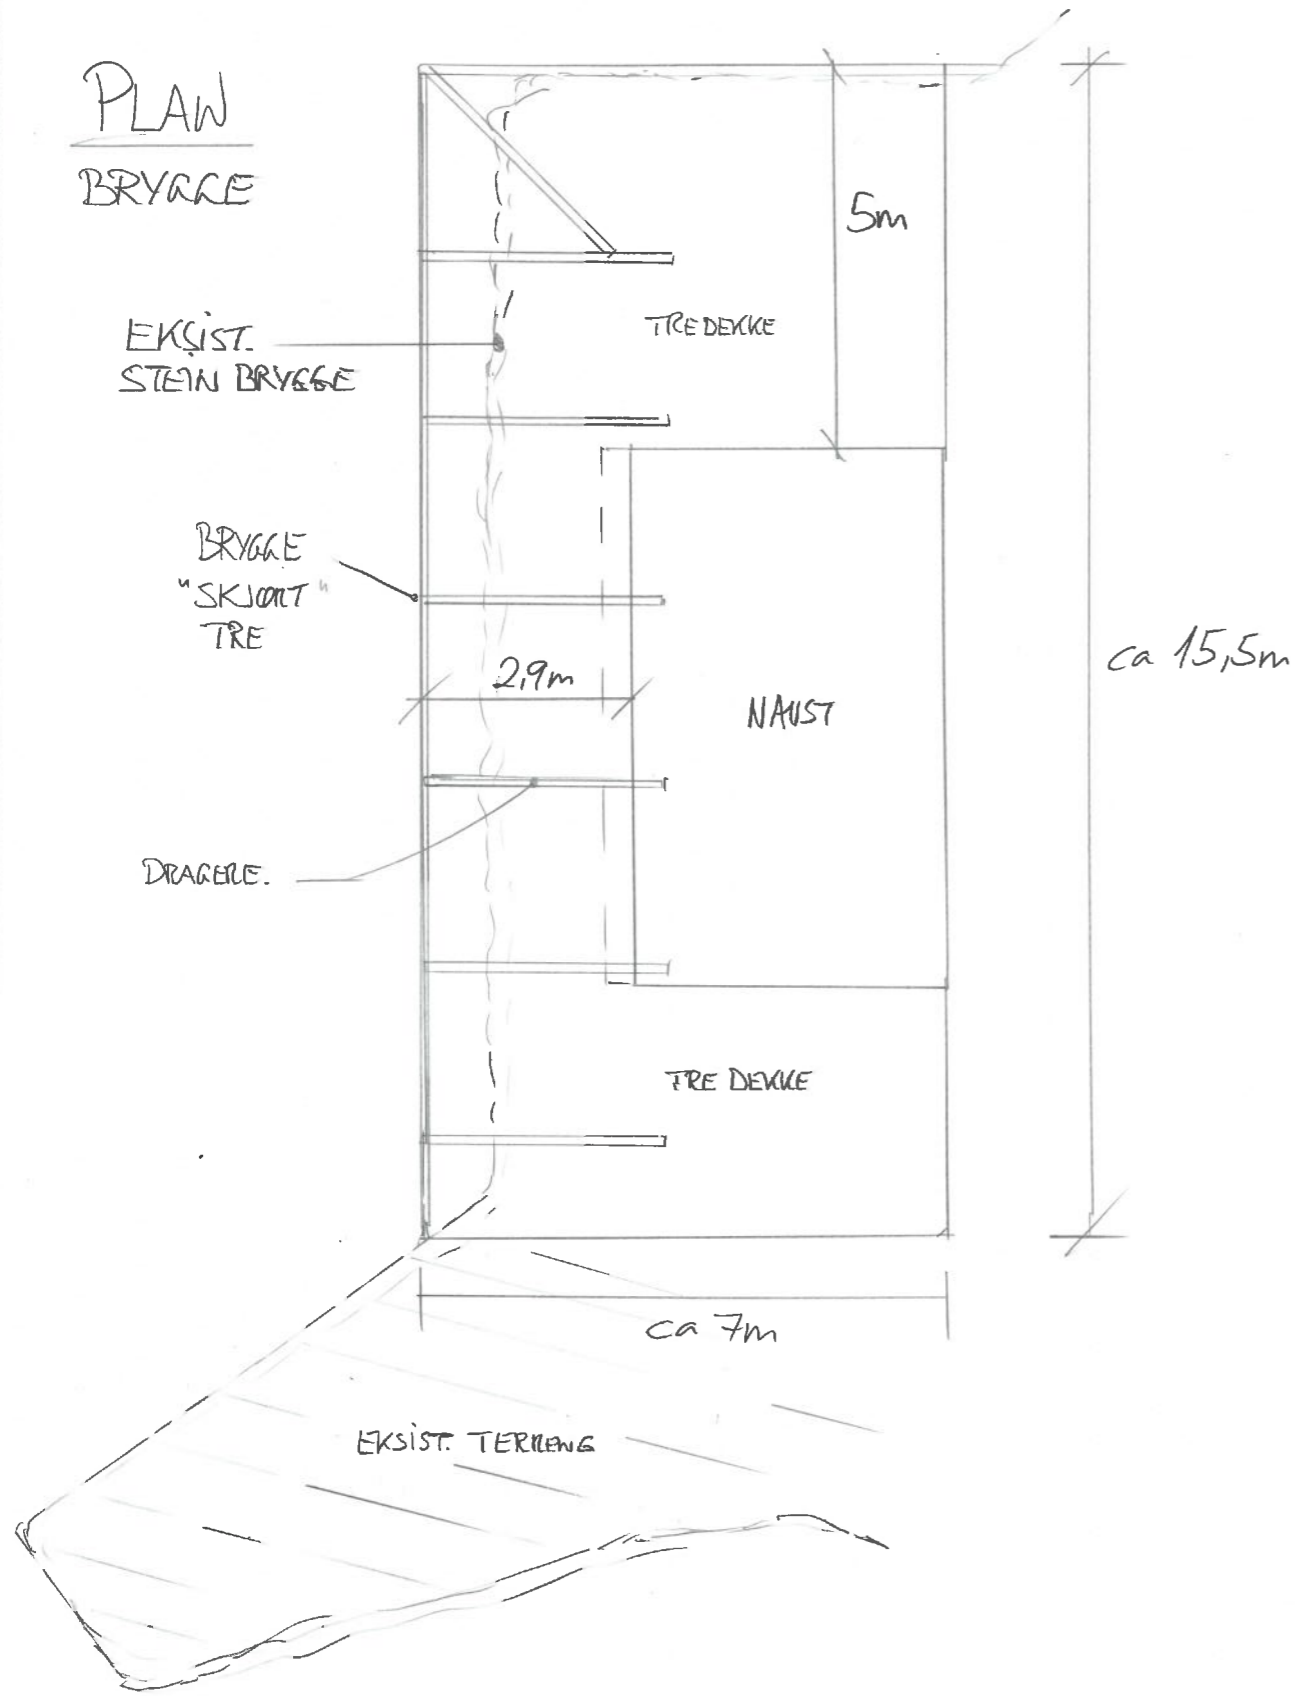 PLAN
BRYGGE
5m
TREDEKKE
EKSIST.
STEIN BRYGGE
BRYGGE
"SKJØRT"
TRE
2,9m
ca 15,5m
NAUST
DRAGERE.
TRE DEKKE
ca 7m
EKSIST. TERRENG